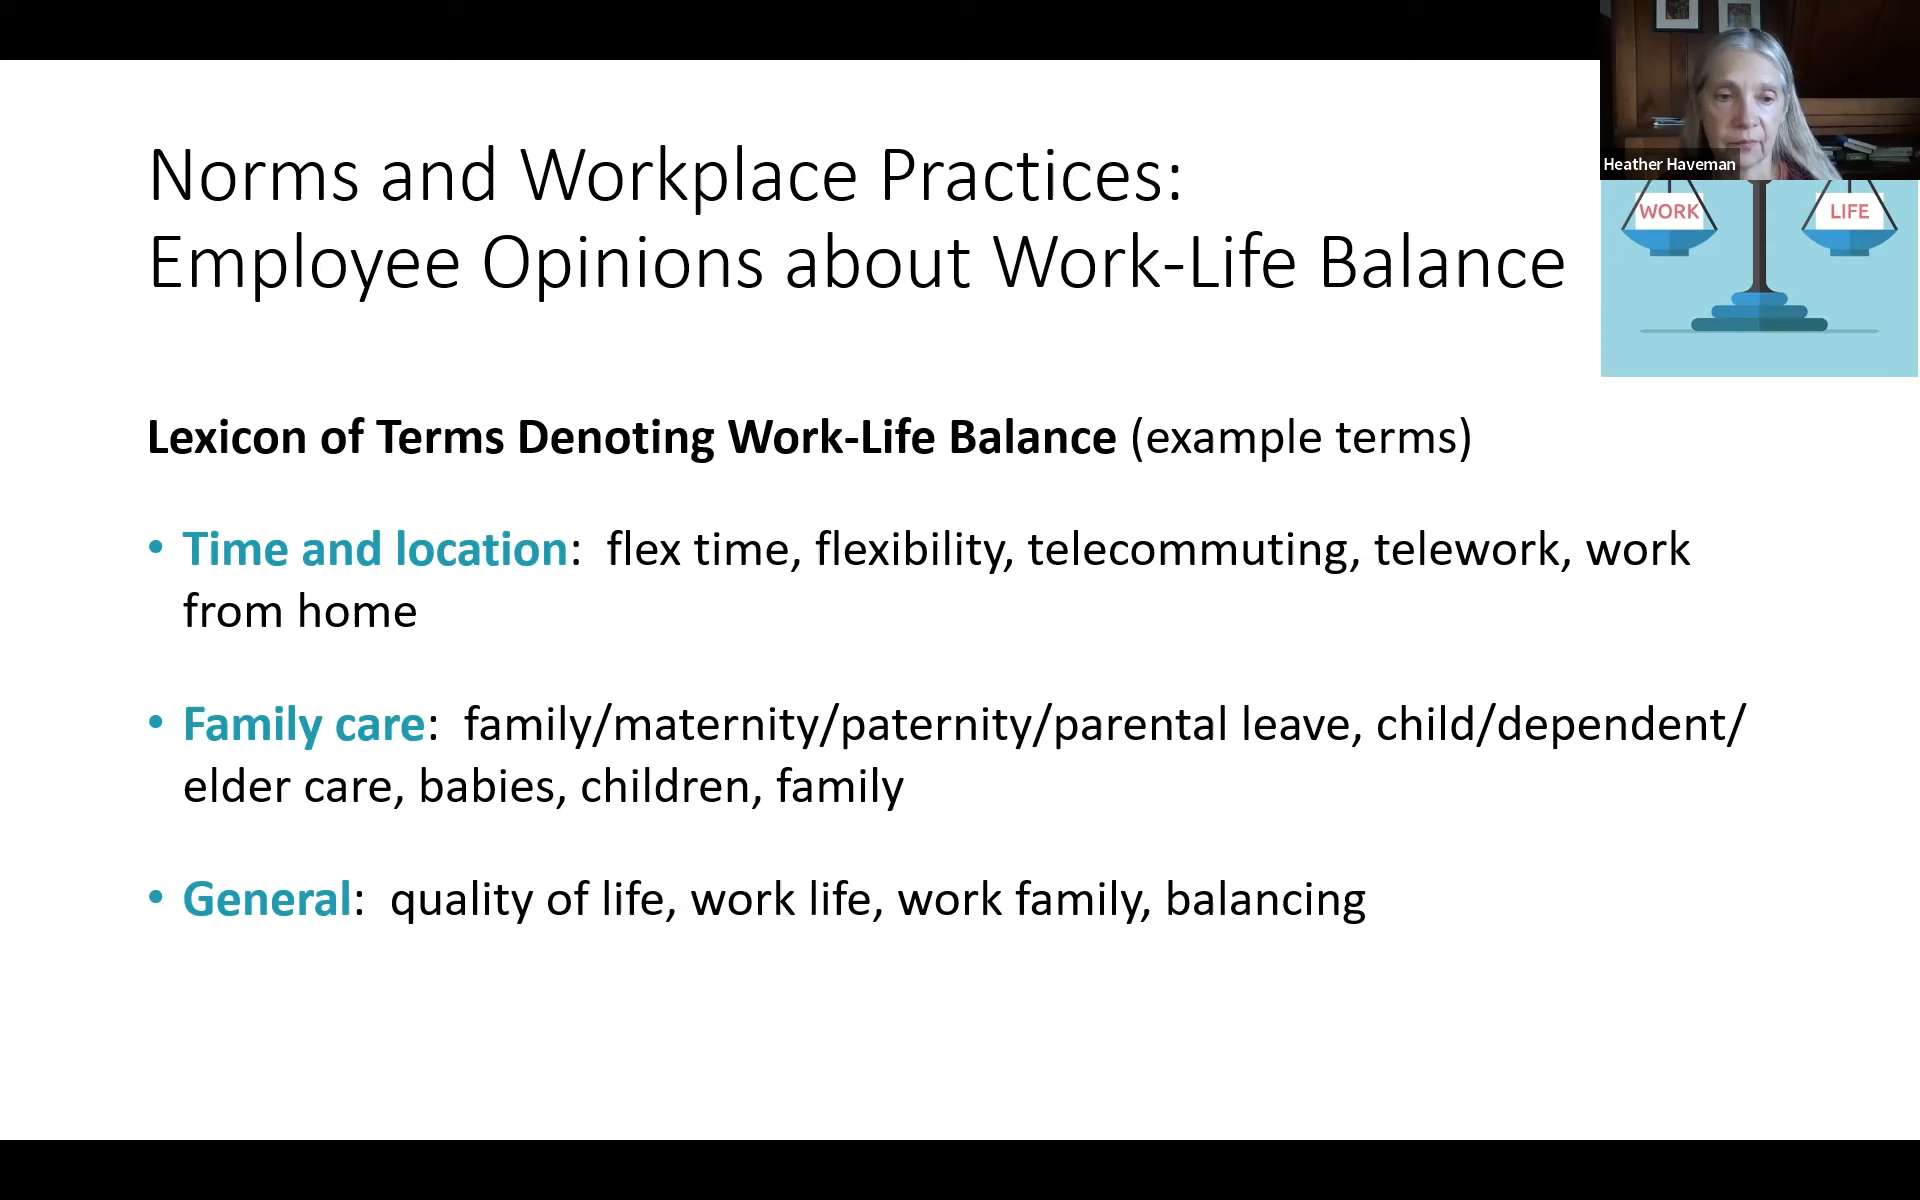 Norms and Workplace Practices:
Employee Opinions about Work-Life Balance
Heather Haveman
WORK
LIFE
Lexicon of Terms Denoting Work-Life Balance (example terms)
• Time and location:  flex time, flexibility, telecommuting, telework, work
from home
• Family care:  family/maternity/paternity/parental leave, child/dependent/
elder care, babies, children, family
• General:  quality of life, work life, work family, balancing